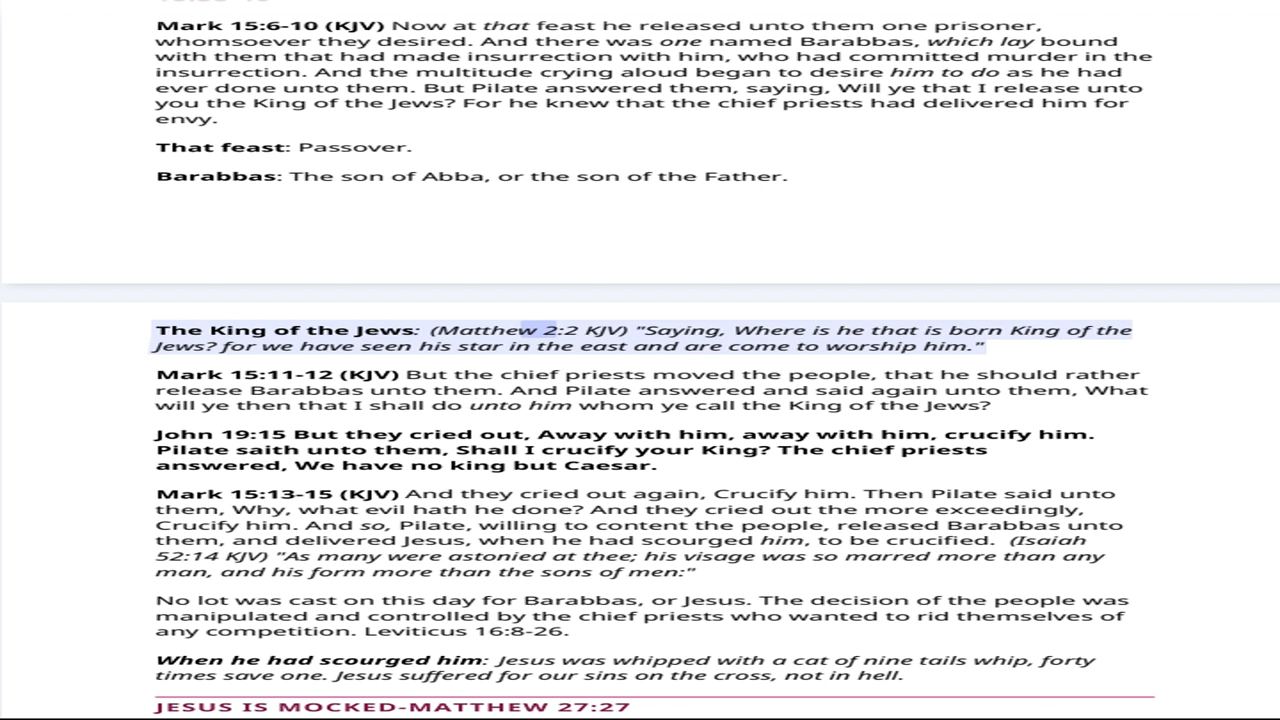 Mark 15:6-10 (KJV) Now at that feast he released unto them one prisoner,
whomsoever they desired. And there was one named Barabbas, which lay bound
with them that had made insurrection with him, who had committed murder in the
insurrection. And the multitude crying aloud began to desire him to do as he had
ever done unto them. But Pilate answered them, saying, Will ye that I release unto
you the King of the Jews? For he knew that the chief priests had delivered him for
envy.
That feast: Passover.
Barabbas: The son of Abba, or the son of the Father.
The King of the Jews: (Matthew 2:2 KJV) "Saying, Where is he that is born King of the
Jews? for we have seen his star in the east and are come to worship him."
Mark 15:11-12 (KJV) But the chief priests moved the people, that he should rather
release Barabbas unto them. And Pilate answered and said again unto them, What
will ye then that I shall do unto him whom ye call the King of the Jews?
John 19:15 But they cried out, Away with him, away with him, crucify him.
Pilate saith unto them, Shall I crucify your King? The chief priests
answered, We have no king but Caesar.
Mark 15:13-15 (KJV) And they cried out again, Crucify him. Then Pilate said unto
them, Why, what evil hath he done? And they cried out the more exceedingly,
Crucify him. And so, Pilate, willing to content the people, released Barabbas unto
them, and delivered Jesus, when he had scourged him, to be crucified. (Isaiah
52:14 KJV) "As many were astonied at thee; his visage was so marred more than any
man, and his form more than the sons of men:"
No lot was cast on this day for Barabbas, or Jesus. The decision of the people was
manipulated and controlled by the chief priests who wanted to rid themselves of
any competition. Leviticus 16:8-26.
When he had scourged him: Jesus was whipped with a cat of nine tails whip, forty
times save one. Jesus suffered for our sins on the cross, not in hell.
JESUS IS MOCKED-MATTHEW 27:27